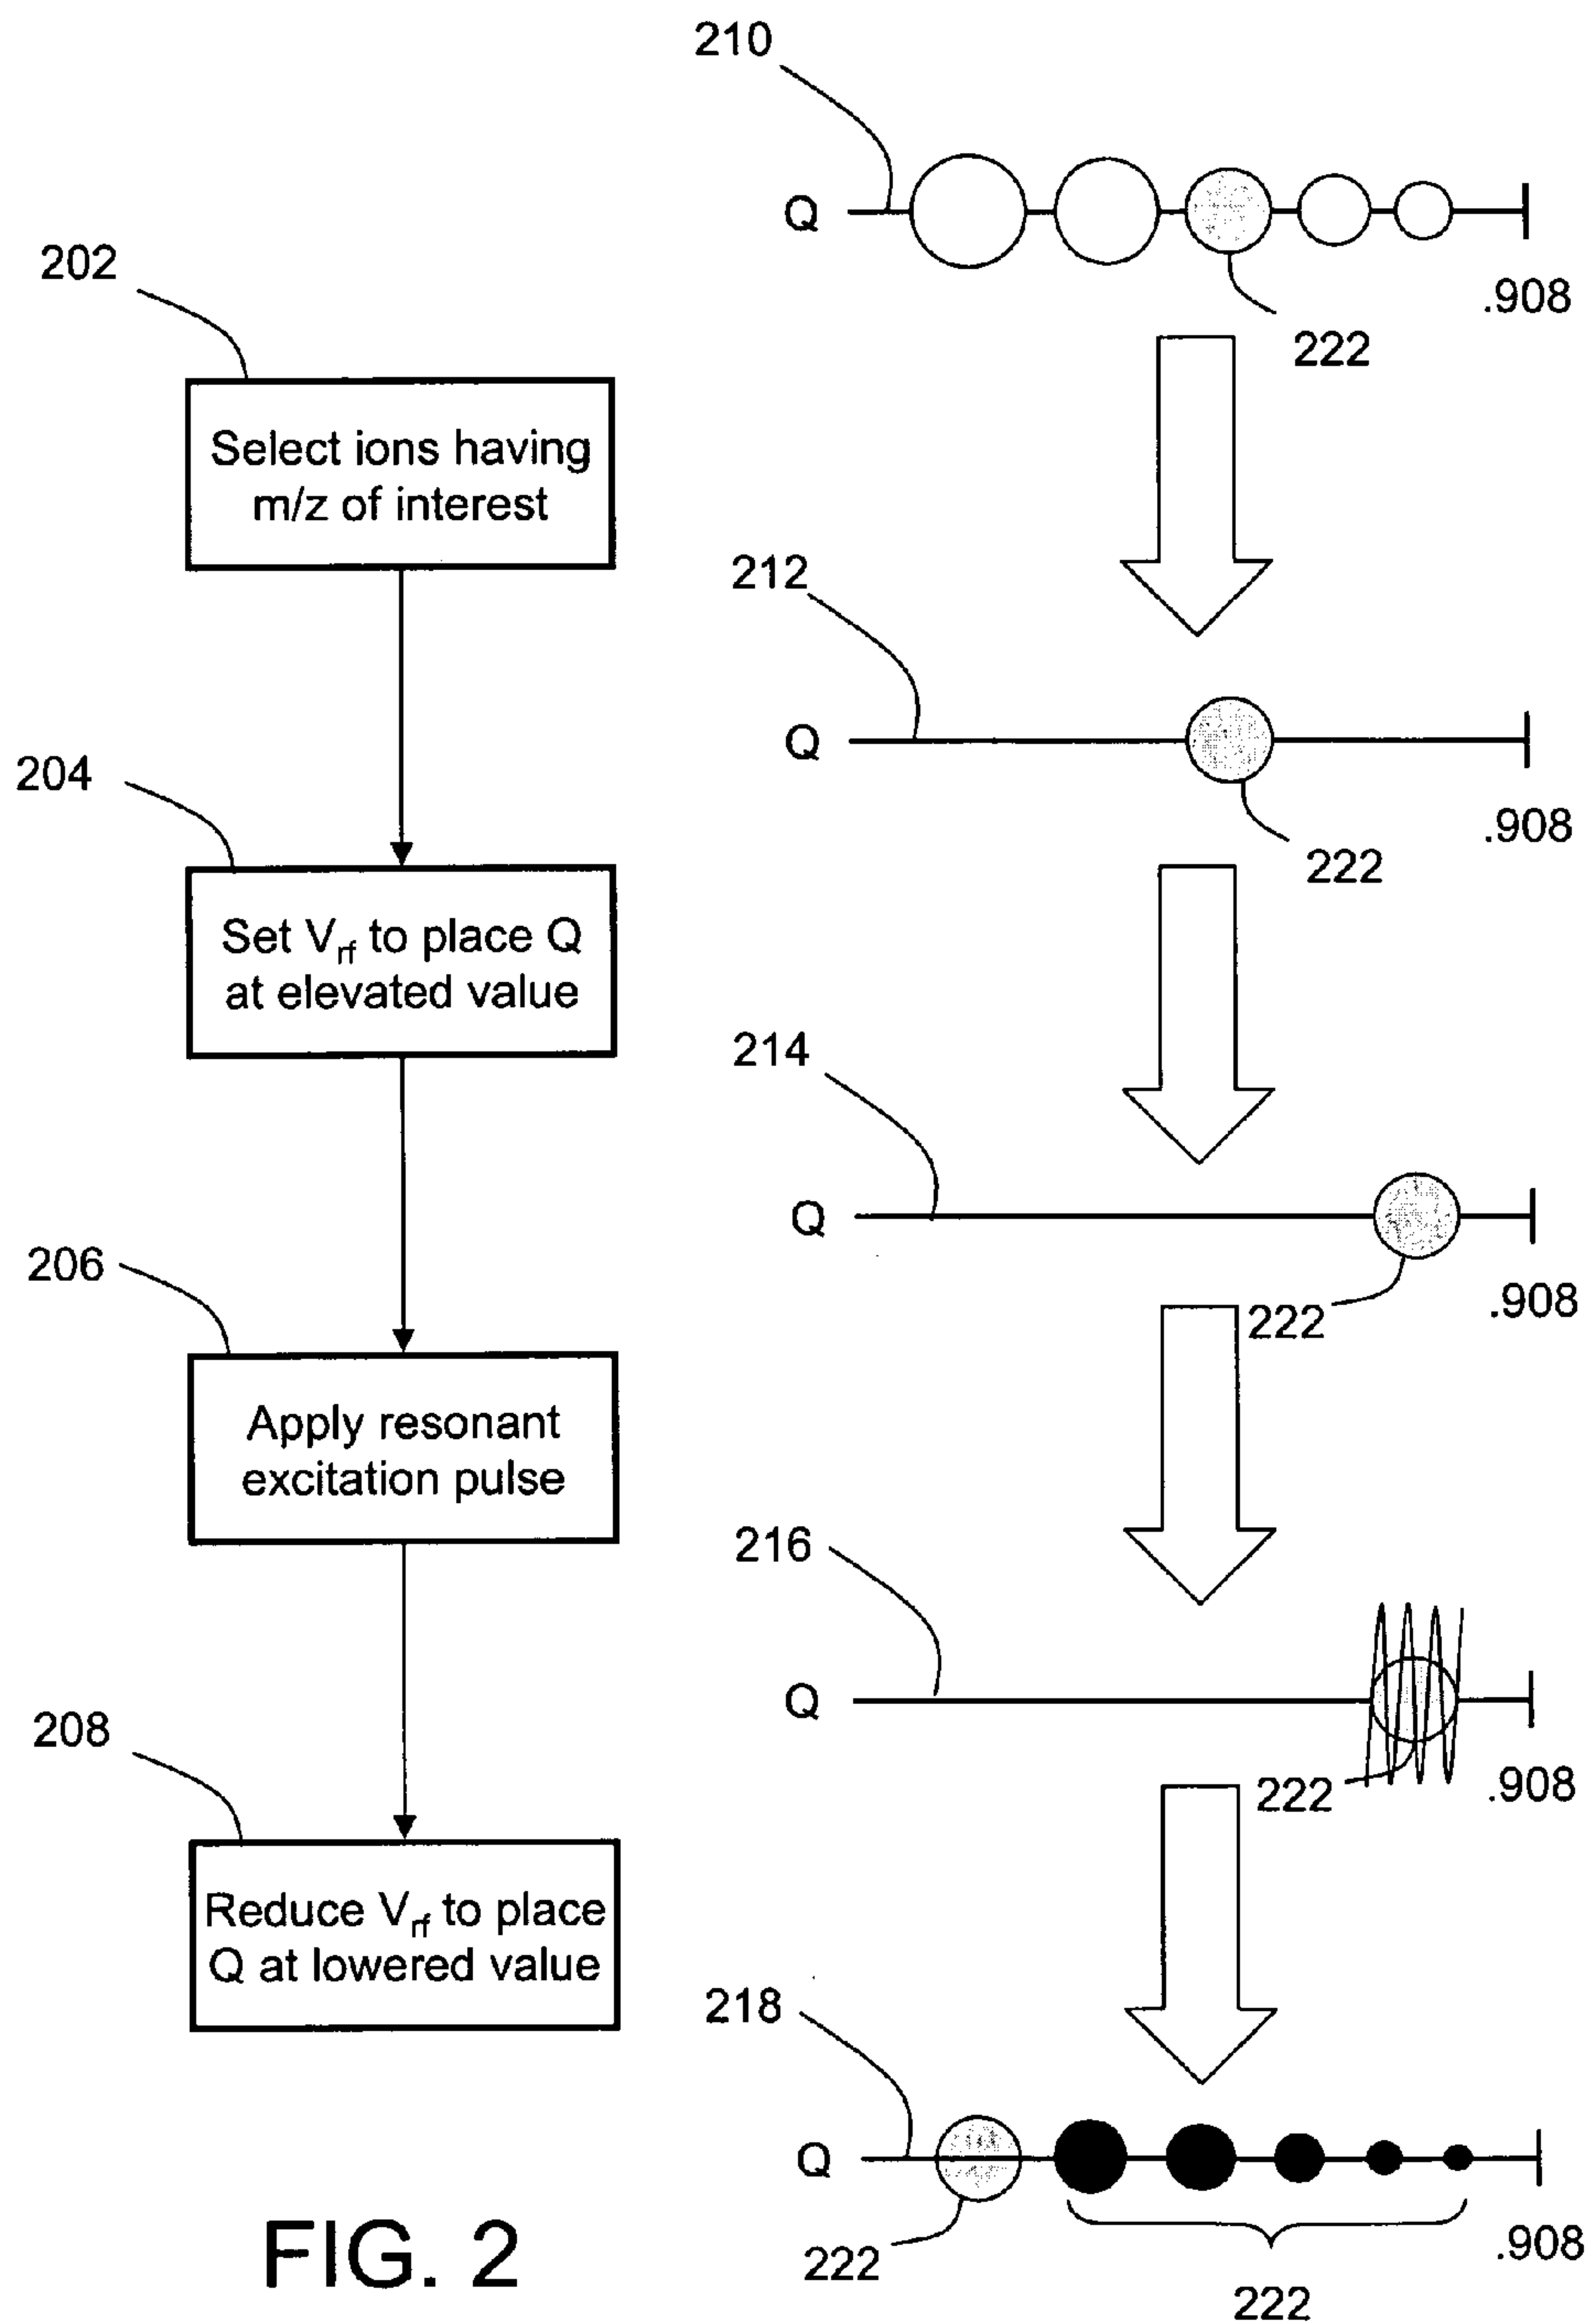 210
Q
.908
222
202
Select ions having
m/z of interest
212
Q
.908
222
204
Set Vrf to place Q
at elevated value
214
Q
.908
222
206
Apply resonant
excitation pulse
216
Q
222
.908
208
Reduce Vrf to place
Q at lowered value
218
Q
222
.908
222
FIG. 2